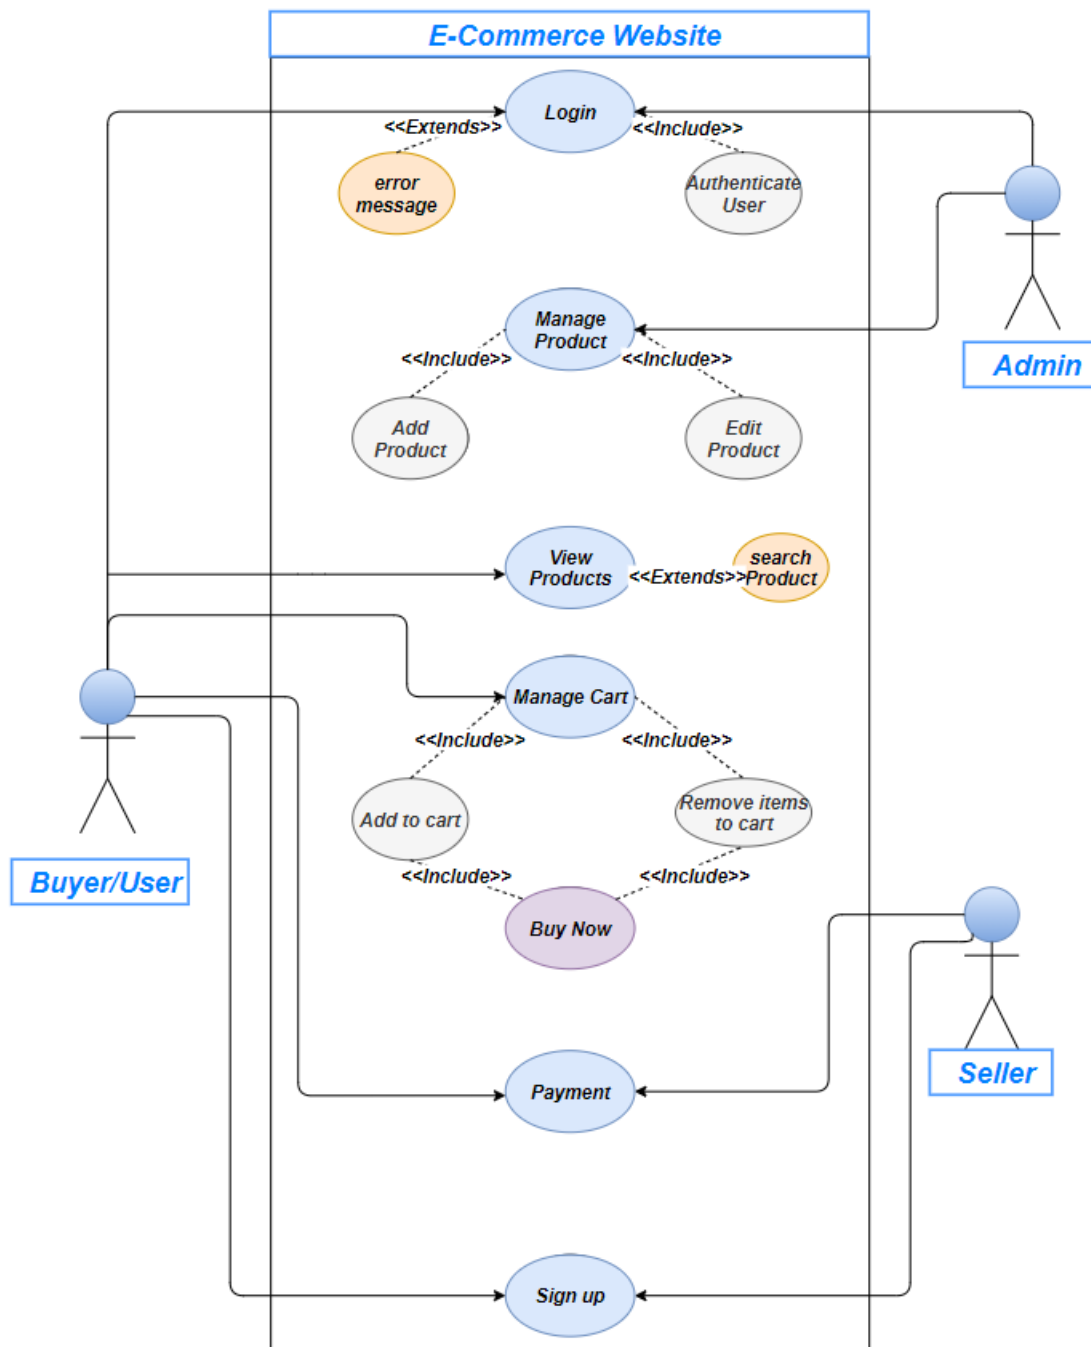 E-Commerce Website
Login
<<Extends>>
<<Include>>
error
message
Authenticate
User
Manage
Product
<<Include>>
<<Include>>
Admin
Add
Product
Edit
Product
View
Products
<<Extends>>
search
Product
Manage Cart
<<Include>>
<<Include>>
Add to cart
Remove items
to cart
Buyer/User
<<Include>>
<<Include>>
Buy Now
Seller
Payment
Sign up